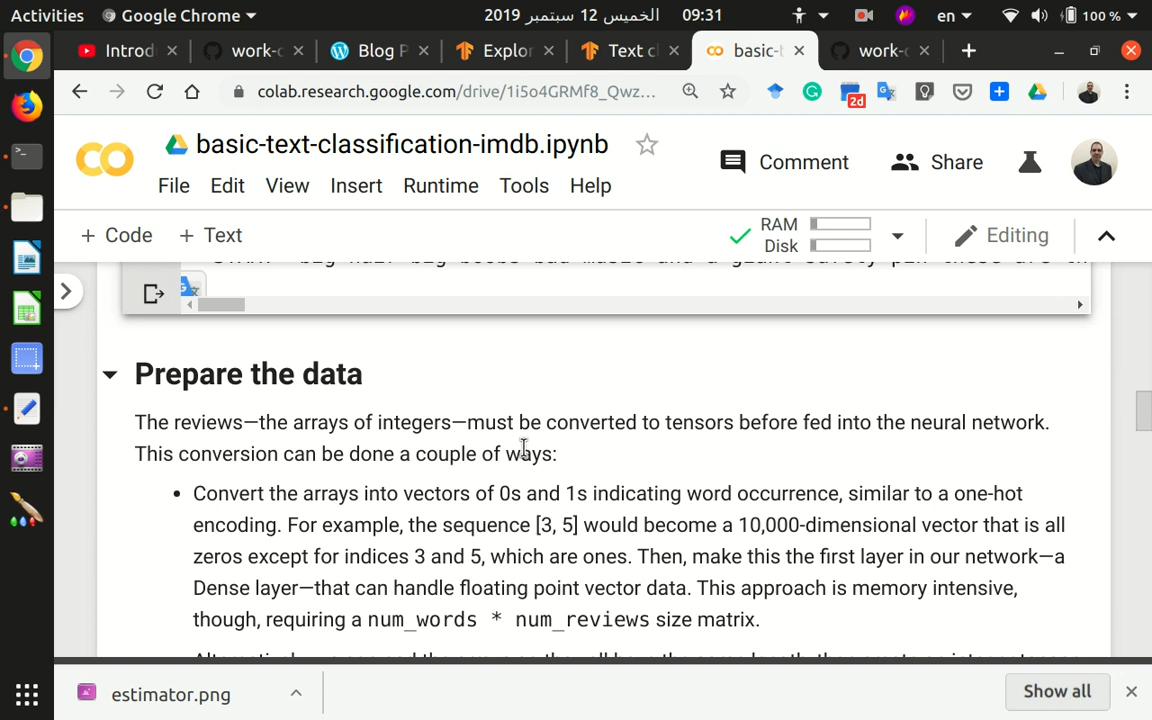 Activities Google Chrome ▾ الخميس 12 سبتمبر 2019 09:31 en ▾ 100 %
Introd work- Blog P Explor Text cl basic-t work-
colab.research.google.com/drive/1i5o4GRMf8_Qwz... 2d
basic-text-classification-imdb.ipynb
Comment Share
File Edit View Insert Runtime Tools Help
+ Code + Text RAM Disk Editing
Prepare the data
The reviews—the arrays of integers—must be converted to tensors before fed into the neural network.
This conversion can be done a couple of ways:
• Convert the arrays into vectors of 0s and 1s indicating word occurrence, similar to a one-hot
encoding. For example, the sequence [3, 5] would become a 10,000-dimensional vector that is all
zeros except for indices 3 and 5, which are ones. Then, make this the first layer in our network—a
Dense layer—that can handle floating point vector data. This approach is memory intensive,
though, requiring a num_words * num_reviews size matrix.
estimator.png Show all